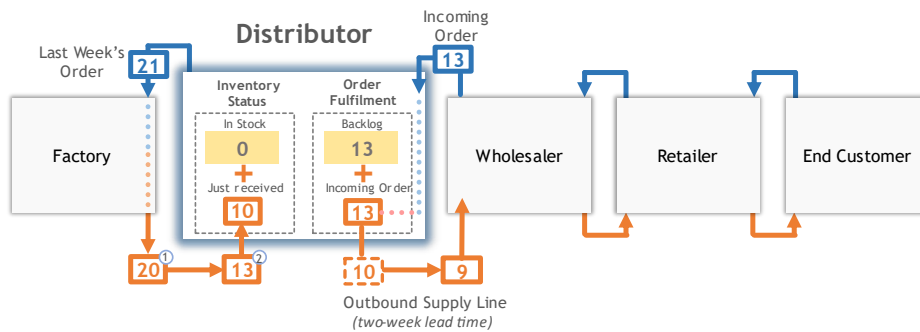 Distributor
Incoming
Order
Last Week's
Order
21
13
Inventory
Status
Order
Fulfilment
In Stock
0
Just received
10
Backlog
13
Incoming Order
13
Factory
Wholesaler
Retailer
End Customer
20
1
13
2
10
9
Outbound Supply Line
(two-week lead time)